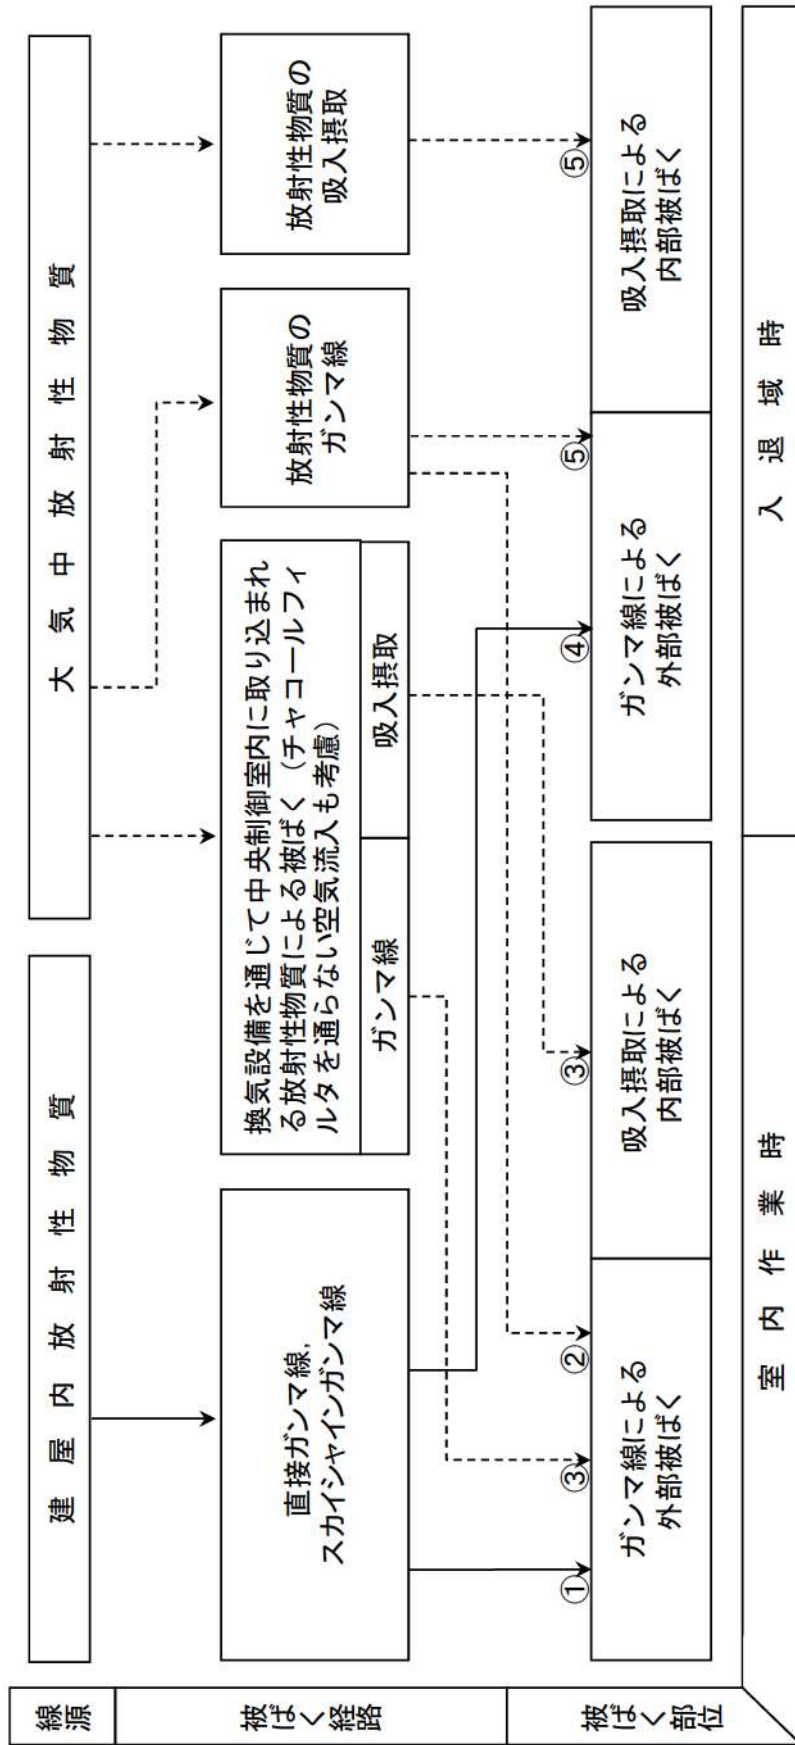 線源
建屋内放射性物質
大気中放射性物質
被ばく経路
直接ガンマ線,
スカイシャインガンマ線
換気設備を通じて中央制御室内に取り込まれ
る放射性物質による被ばく（チャコールフィ
ルタを通らない空気流入も考慮）
ガンマ線
吸入摂取
放射性物質の
ガンマ線
放射性物質の
吸入摂取
①
③
②
③
④
⑤
⑤
被ばく部位
ガンマ線による
外部被ばく
吸入摂取による
内部被ばく
ガンマ線による
外部被ばく
吸入摂取による
内部被ばく
室内作業時
入退域時